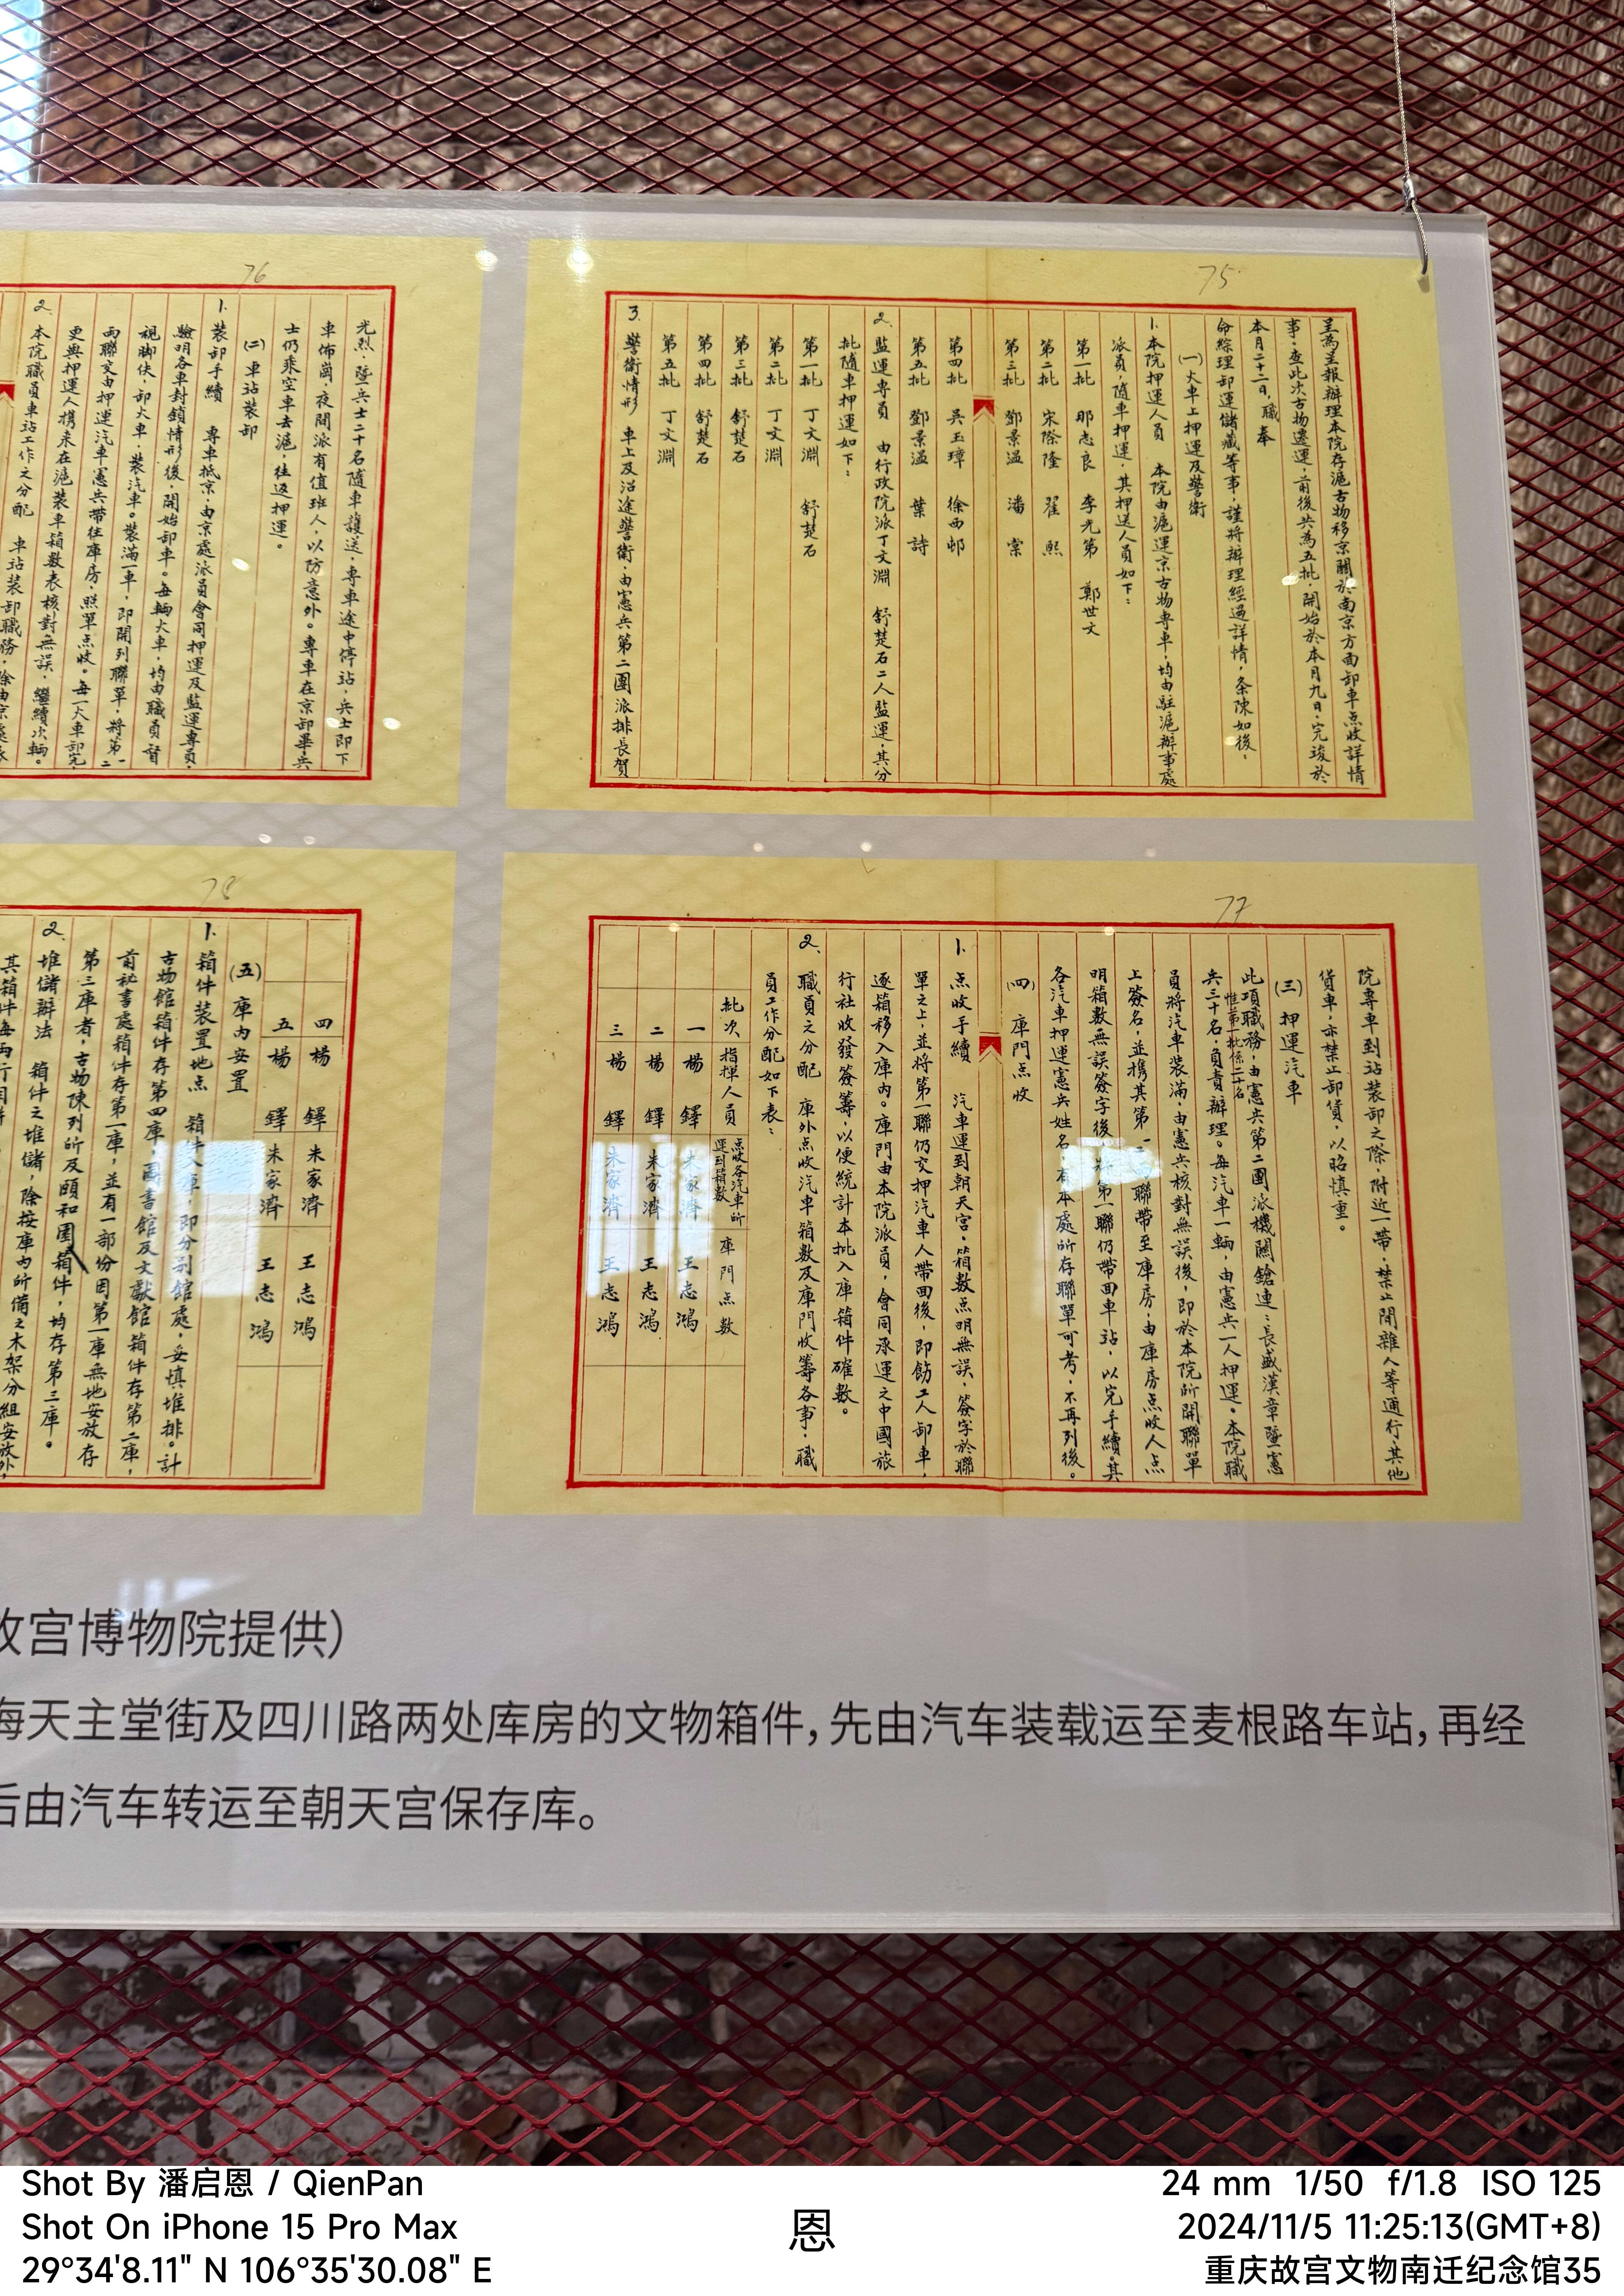 75
呈為呈報辦理本院存滬古物移京關於南京方面卸車点收詳情
事。查此次古物遷運，前後共為五批，開始於本月九日，完竣於
本月二十二日，職奉
命綜理卸運儲藏等事，謹將辦理經過詳情，条陳如後，
(一)火車上押運及警衛
1. 本院押運人員 本院由滬運京古物專車，均由駐滬辦事處
派員，隨車押運，其押送人員如下：
第一批 那志良 李光第 鄭世文
第二批 宋際隆 翟熙
第三批 鄧景溫 潘棠
第四批 吳玉璋 徐西邨
第五批 鄧景溫 葉詩
2. 監運專員 由行政院派丁文淵 舒楚石二人監運，其分
批隨車押運如下：
第一批 丁文淵 舒楚石
第二批 丁文淵
第三批 舒楚石
第四批 舒楚石
第五批 丁文淵
3. 警衛情形 車上及沿途警衛，由憲兵第二團派排長賀
76
光烈，暨兵士二十名隨車護送，專車途中停站，兵士即下
車佈崗，夜間派有值班人，以防意外。專車在京卸畢，兵
士仍乘空車去滬，往返押運。
(二)車站裝卸
1. 裝卸手續 專車抵京，由京處派員會同押運及監運專員，
驗明各車封鎖情形後，開始卸車。每輛火車，均由職員督
視脚伕，卸火車，裝汽車。裝滿一車，即開列聯單，將第一二
兩聯交由押運汽車憲兵帶往庫房，照單点收。每一火車卸完，
更與押運人攜来在滬裝車箱數表核對無誤，繼續次輛。
2. 本院職員車站工作之分配 車站裝卸職務，除由京處派
77
院專車到站裝卸之際，附近一帶，禁止閒雜人等通行，其他
貨車，亦禁止卸貨，以昭慎重。
(三)押運汽車
此項職務，由憲兵第二團派機關鎗連二長盛漢章暨憲
惟第一批係二十名
兵三十名，負責辦理。每汽車一輛，由憲兵一人押運。本院職
員將汽車裝滿，由憲兵核對無誤後，即於本院所開聯單
上簽名，並攜其第一二兩聯帶至庫房，由庫房点收人点
明箱數無誤簽字後，將第一聯仍帶回車站，以完手續。其
各汽車押運憲兵姓名，有本處所存聯單可考，不再列後。
(四)庫門点收
1. 点收手續 汽車運到朝天宮，箱數点明無誤，簽字於聯
單之上，並將第一聯仍交押汽車人帶回後，即飭工人卸車，
逐箱移入庫內。庫門由本院派員，會同承運之中國旅
行社收發簽籌，以便統計本批入庫箱件確數。
2. 職員之分配 庫外点收汽車箱數及庫門收籌各事，職
員工作分配如下表：
批次 指揮人員 点收各汽車所運到箱數 庫門点數
一 楊鐸 朱家濟 王志鴻
二 楊鐸 朱家濟 王志鴻
三 楊鐸 朱家濟 王志鴻
78
四 楊鐸 朱家濟 王志鴻
五 楊鐸 朱家濟 王志鴻
(五)庫內安置
1. 箱件裝置地点 箱件入庫，即分別館處，妥慎堆排。計
古物館箱件存第四庫，圖書館及文獻館箱件存第二庫，
前祕書處箱件存第一庫，並有一部份因第一庫無地安放存
第三庫者，古物陳列所及頤和園箱件，均存第三庫。
2. 堆儲辦法 箱件之堆儲，除按庫內所備之木架分組安放外，
故宫博物院提供）
海天主堂街及四川路两处库房的文物箱件，先由汽车装载运至麦根路车站，再经
后由汽车转运至朝天宫保存库。
Shot By 潘启恩 / QienPan
Shot On iPhone 15 Pro Max
29°34'8.11" N 106°35'30.08" E
恩
24 mm 1/50 f/1.8 ISO 125
2024/11/5 11:25:13(GMT+8)
重庆故宫文物南迁纪念馆35